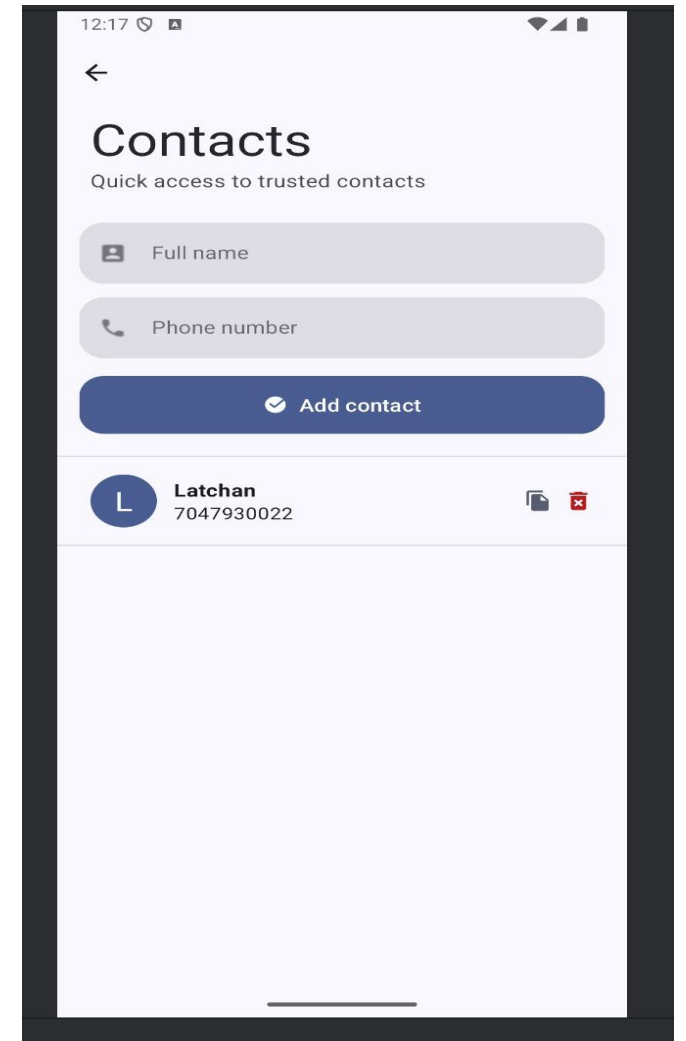 12:17
Contacts
Quick access to trusted contacts
Full name
Phone number
Add contact
L
Latchan
7047930022